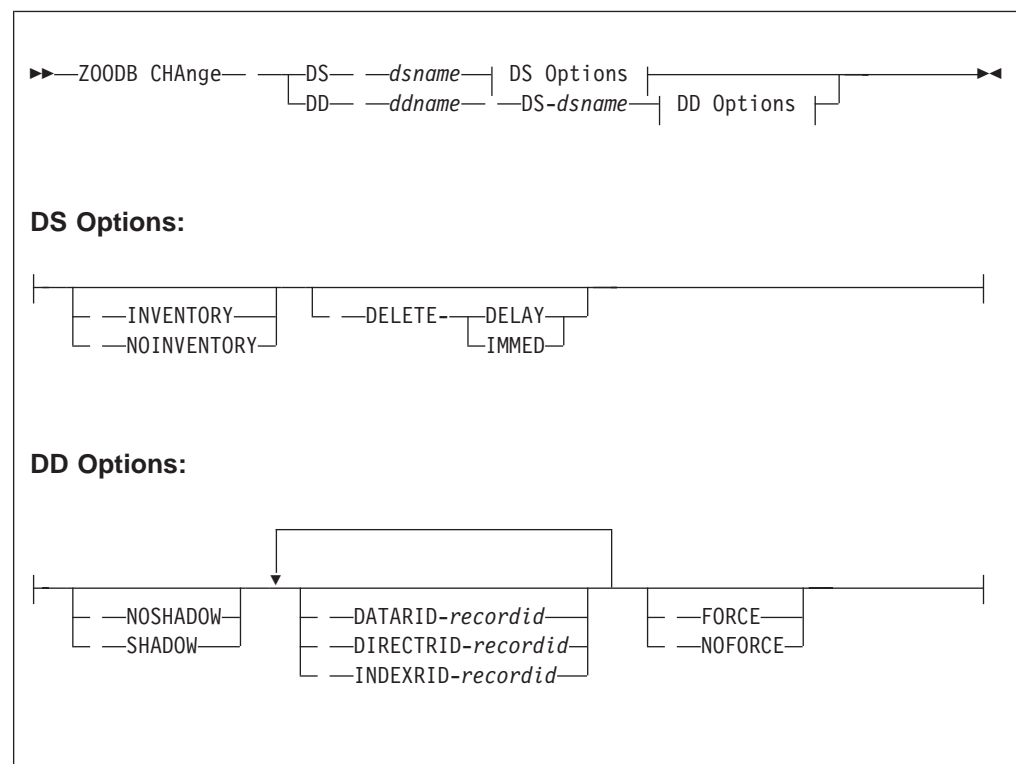 ZOODB CHAnge DS dsname DS Options
DD ddname DS-dsname DD Options
DS Options:
INVENTORY DELETE- DELAY
NOINVENTORY IMMED
DD Options:
NOSHADOW DATARID-recordid FORCE
SHADOW DIRECTRID-recordid NOFORCE
INDEXRID-recordid